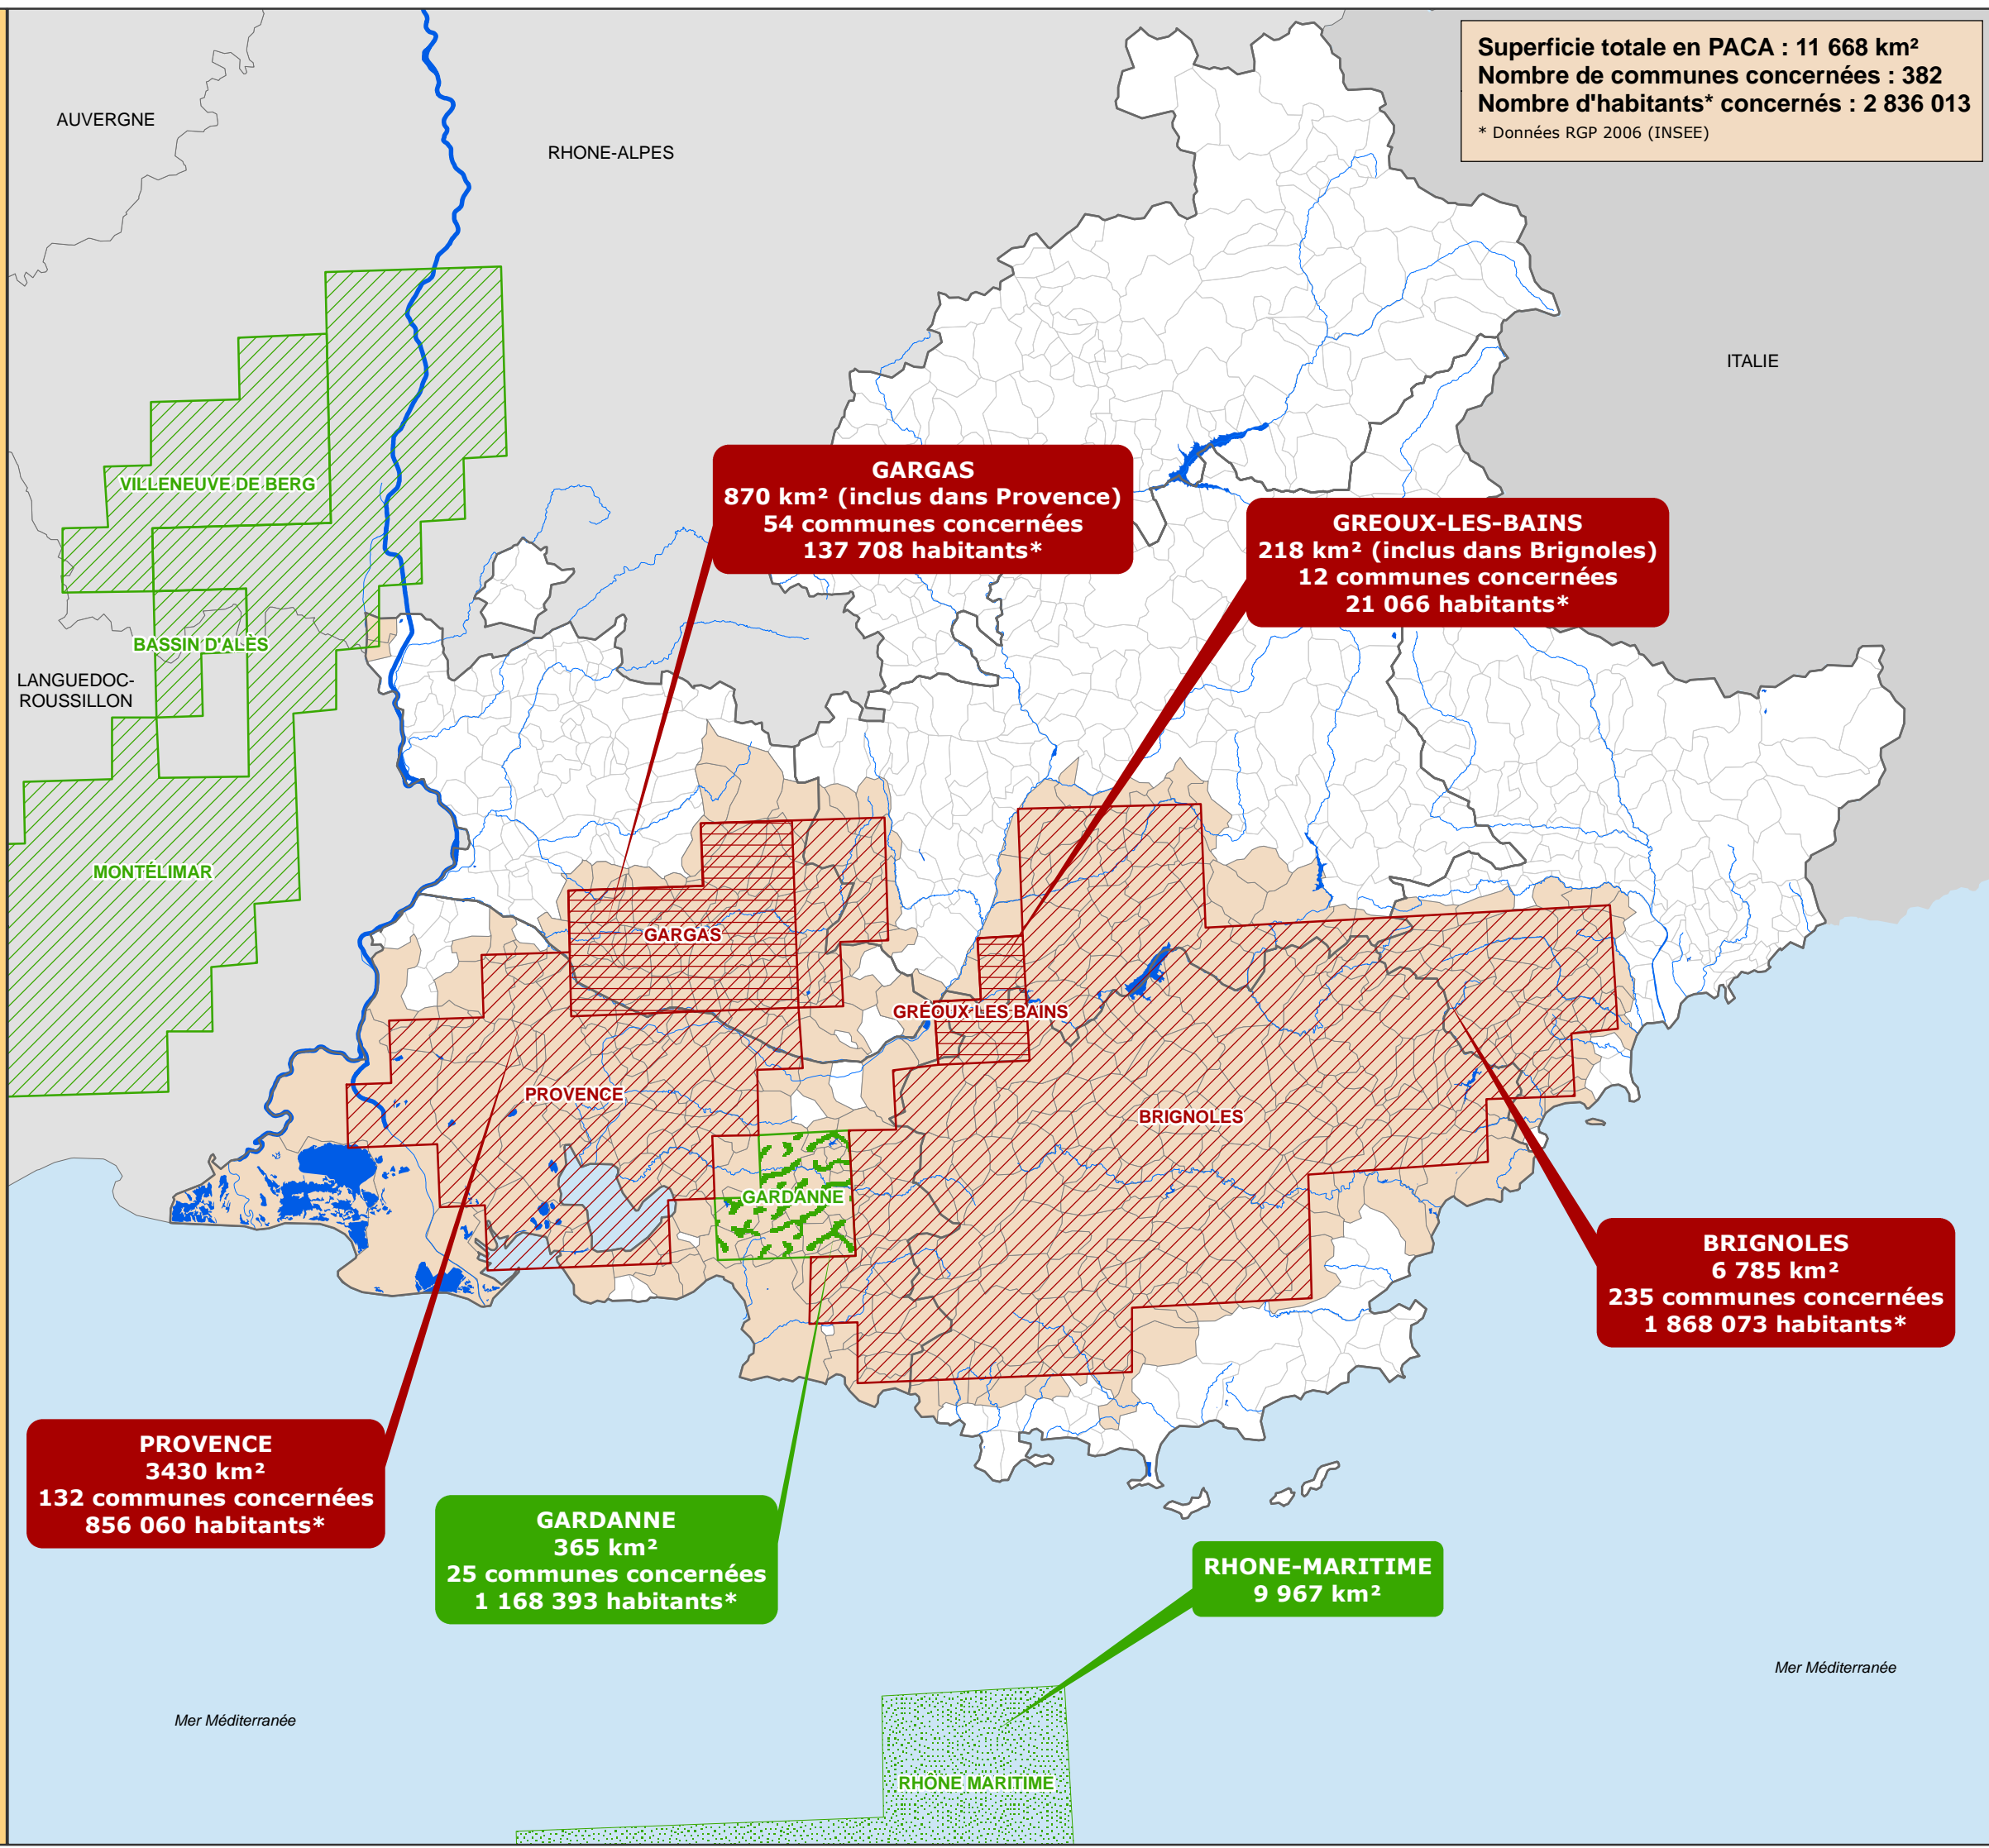 Superficie totale en PACA : 11 668 km²
Nombre de communes concernées : 382
Nombre d'habitants* concernés : 2 836 013
* Données RGP 2006 (INSEE)
AUVERGNE
RHONE-ALPES
ITALIE
GARGAS
870 km² (inclus dans Provence)
54 communes concernées
137 708 habitants*
VILLENEUVE DE BERG
GREOUX-LES-BAINS
218 km² (inclus dans Brignoles)
12 communes concernées
21 066 habitants*
BASSIN D'ALÈS
LANGUEDOC-
ROUSSILLON
MONTÉLIMAR
GARGAS
GRÉOUX LES BAINS
PROVENCE
BRIGNOLES
GARDANNE
BRIGNOLES
6 785 km²
235 communes concernées
1 868 073 habitants*
PROVENCE
3430 km²
132 communes concernées
856 060 habitants*
GARDANNE
365 km²
25 communes concernées
1 168 393 habitants*
RHONE-MARITIME
9 967 km²
Mer Méditerranée
Mer Méditerranée
RHÔNE MARITIME